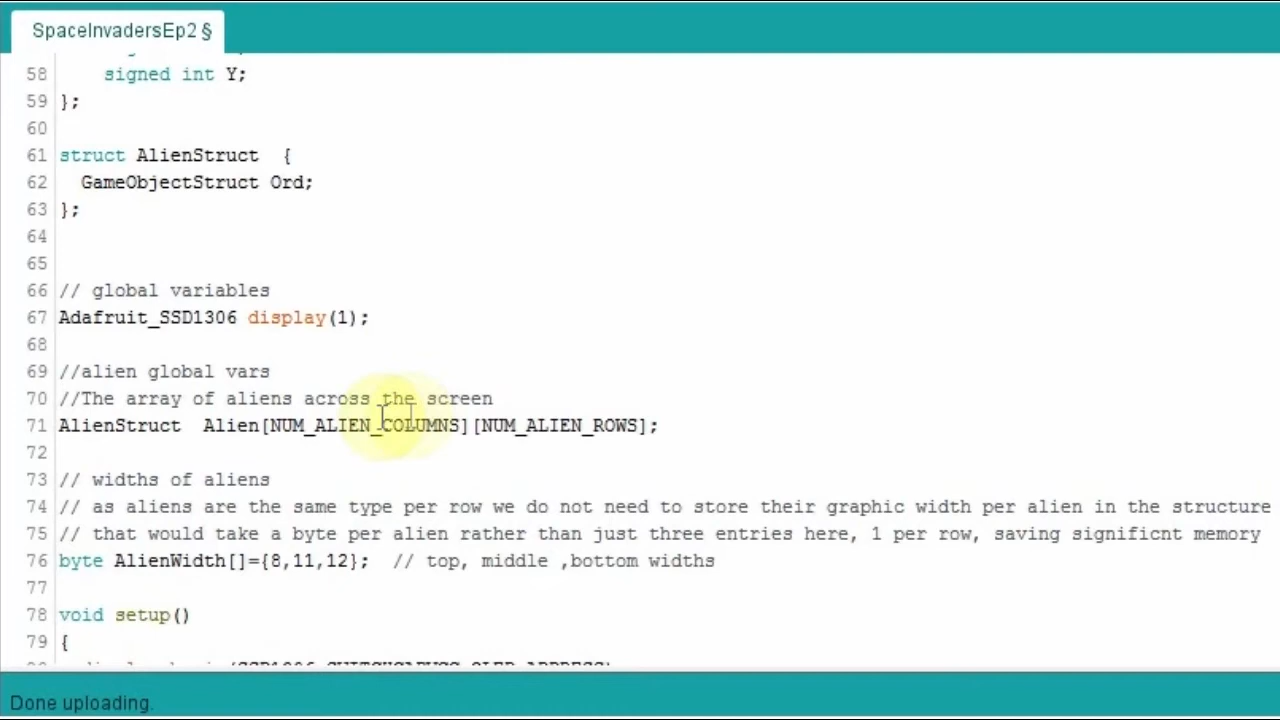 SpaceInvadersEp2 §
58 signed int Y;
59 };
60
61 struct AlienStruct  {
62 GameObjectStruct Ord;
63 };
64
65
66 // global variables
67 Adafruit_SSD1306 display(1);
68
69 //alien global vars
70 //The array of aliens across the screen
71 AlienStruct  Alien[NUM_ALIEN_COLUMNS][NUM_ALIEN_ROWS];
72
73 // widths of aliens
74 // as aliens are the same type per row we do not need to store their graphic width per alien in the structure
75 // that would take a byte per alien rather than just three entries here, 1 per row, saving significnt memory
76 byte AlienWidth[]={8,11,12};  // top, middle ,bottom widths
77
78 void setup()
79 {
Done uploading.